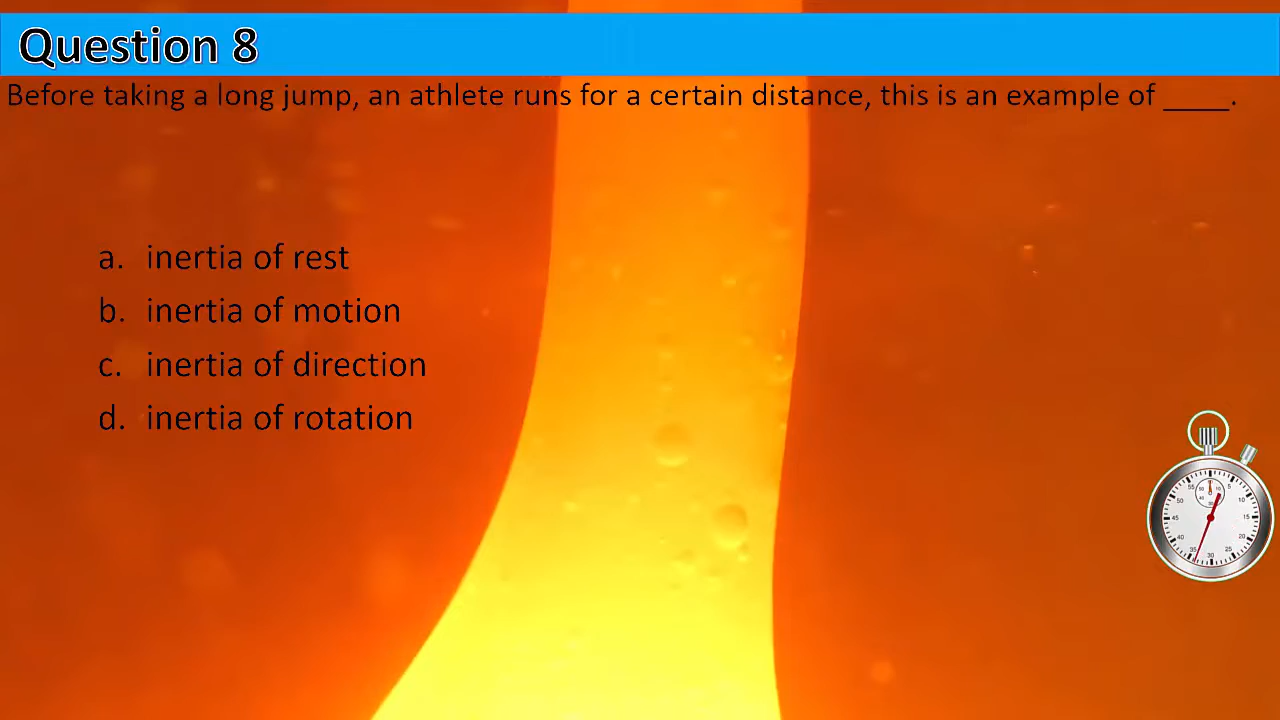 Question 8
Before taking a long jump, an athlete runs for a certain distance, this is an example of ____.
a. inertia of rest
b. inertia of motion
c. inertia of direction
d. inertia of rotation